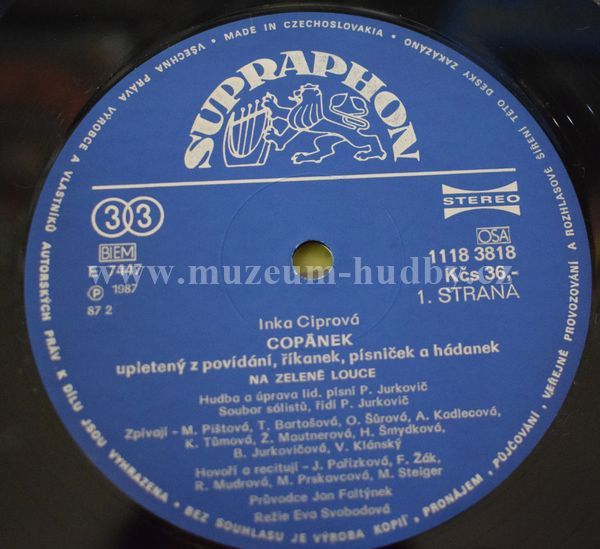 VŠECHNA PRÁVA VÝROBCE A VLASTNÍKŮ AUTORSKÝCH PRÁV K DÍLU JSOU VYHRAZENA • BEZ SOUHLASU JE VÝROBA KOPIÍ, PRONÁJEM, PŮJČOVÁNÍ, VEŘEJNÉ PROVOZOVÁNÍ A ROZHLASOVÉ ŠÍŘENÍ TÉTO DESKY ZAKÁZÁNO • MADE IN CZECHOSLOVAKIA •
SUPRAPHON
33
STEREO
BIEM
OSA
E 7447
1118 3818
www.muzeum-hudby.cz
Ⓟ 1987
Kčs 36,-
87 2
1. STRANA
Inka Ciprová
COPÁNEK
upletený z povídání, říkanek, písniček a hádanek
NA ZELENÉ LOUCE
Hudba a úprava lid. písní P. Jurkovič
Soubor sólistů, řídí P. Jurkovič
Zpívají – M. Pištová, T. Bartošová, O. Šúrová, A. Kadlecová,
K. Tůmová, Ž. Mautnerová, H. Smydková,
B. Jurkovičová, V. Klánský
Hovoří a recitují – J. Pařízková, F. Žák,
R. Mudrová, M. Prskavcová, M. Steiger
Průvodce Jan Faltýnek
Režie Eva Svobodová